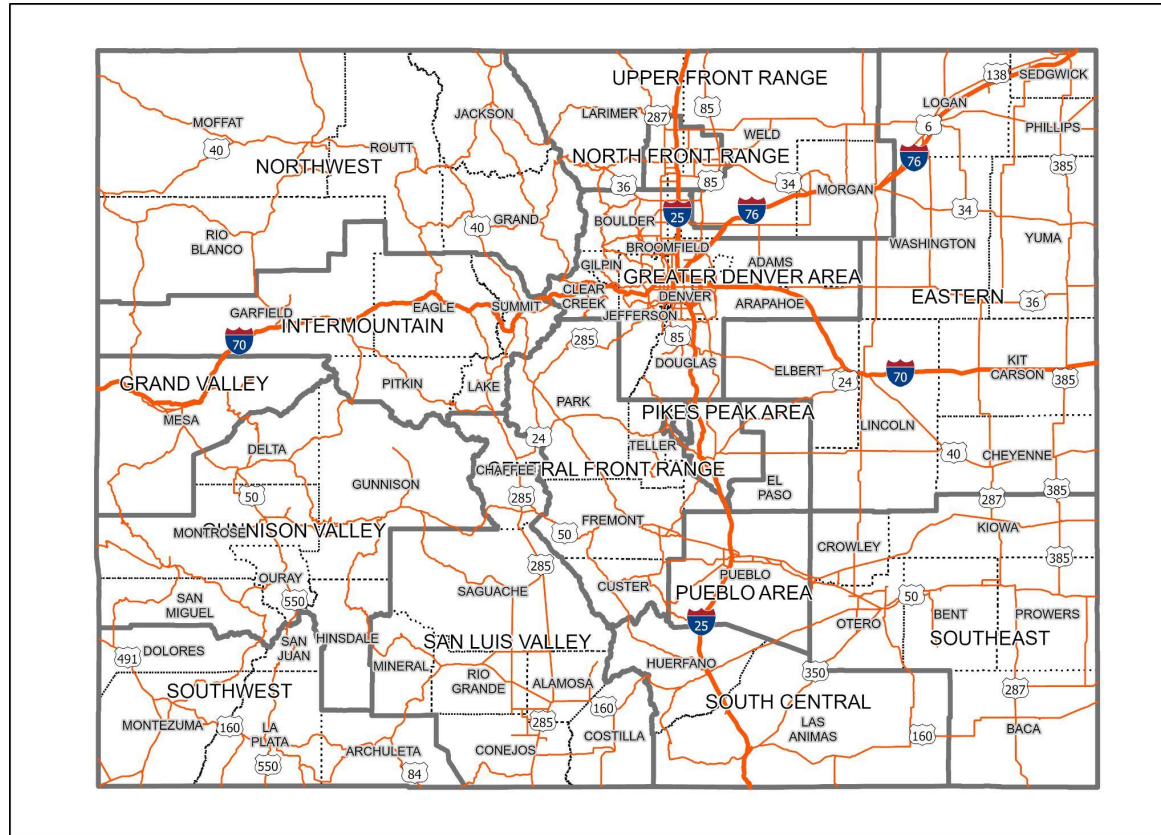 UPPER FRONT RANGE
138
SEDGWICK
LOGAN
JACKSON
LARIMER
287
85
MOFFAT
40
ROUTT
WELD
6
PHILLIPS
NORTHWEST
NORTH FRONT RANGE
76
385
36
85
34
MORGAN
GRAND
40
BOULDER
25
76
34
RIO
BLANCO
BROOMFIELD
WASHINGTON
YUMA
GILPIN
ADAMS
GREATER DENVER AREA
CLEAR
CREEK
DENVER
ARAPAHOE
EASTERN
36
GARFIELD
EAGLE
SUMMIT
JEFFERSON
INTERMOUNTAIN
70
285
85
DOUGLAS
ELBERT
24
70
KIT
CARSON
385
GRAND VALLEY
PITKIN
LAKE
PARK
MESA
PIKES PEAK AREA
LINCOLN
24
TELLER
DELTA
40
CHEYENNE
CHAFFEE
CENTRAL FRONT RANGE
GUNNISON
EL
PASO
50
285
287
385
MONTROSE
GUNNISON VALLEY
50
FREMONT
KIOWA
CROWLEY
385
285
OURAY
550
SAGUACHE
CUSTER
PUEBLO
PUEBLO AREA
50
SAN
MIGUEL
BENT
PROWERS
25
OTERO
SAN
JUAN
HINSDALE
SAN LUIS VALLEY
SOUTHEAST
DOLORES
491
MINERAL
HUERFANO
350
RIO
GRANDE
ALAMOSA
SOUTHWEST
287
160
SOUTH CENTRAL
MONTEZUMA
160
LA
PLATA
285
COSTILLA
LAS
ANIMAS
160
BACA
ARCHULETA
CONEJOS
550
84